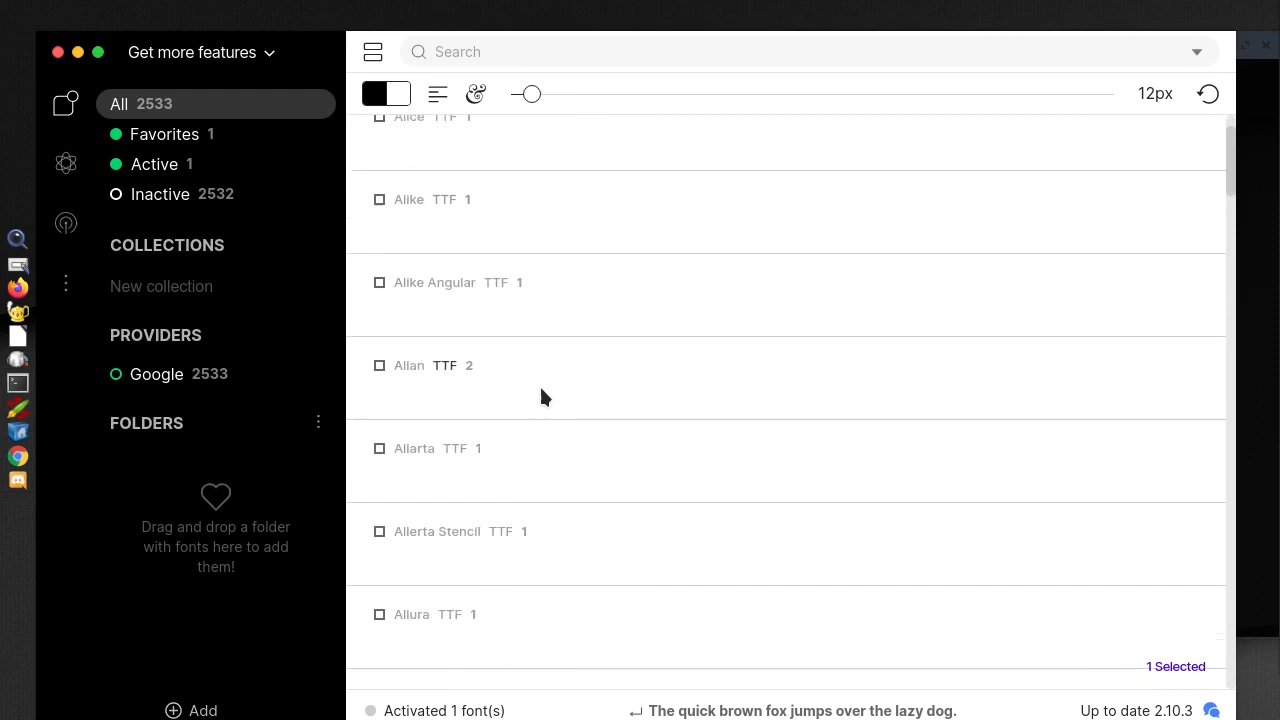 Get more features
Search
12px
All 2533
Favorites 1
Active 1
Inactive 2532
COLLECTIONS
New collection
PROVIDERS
Google 2533
FOLDERS
Drag and drop a folder
with fonts here to add
them!
Add
Alice TTF 1
Alike TTF 1
Alike Angular TTF 1
Allan TTF 2
Allarta TTF 1
Allerta Stencil TTF 1
Allura TTF 1
1 Selected
Activated 1 font(s)
The quick brown fox jumps over the lazy dog.
Up to date 2.10.3